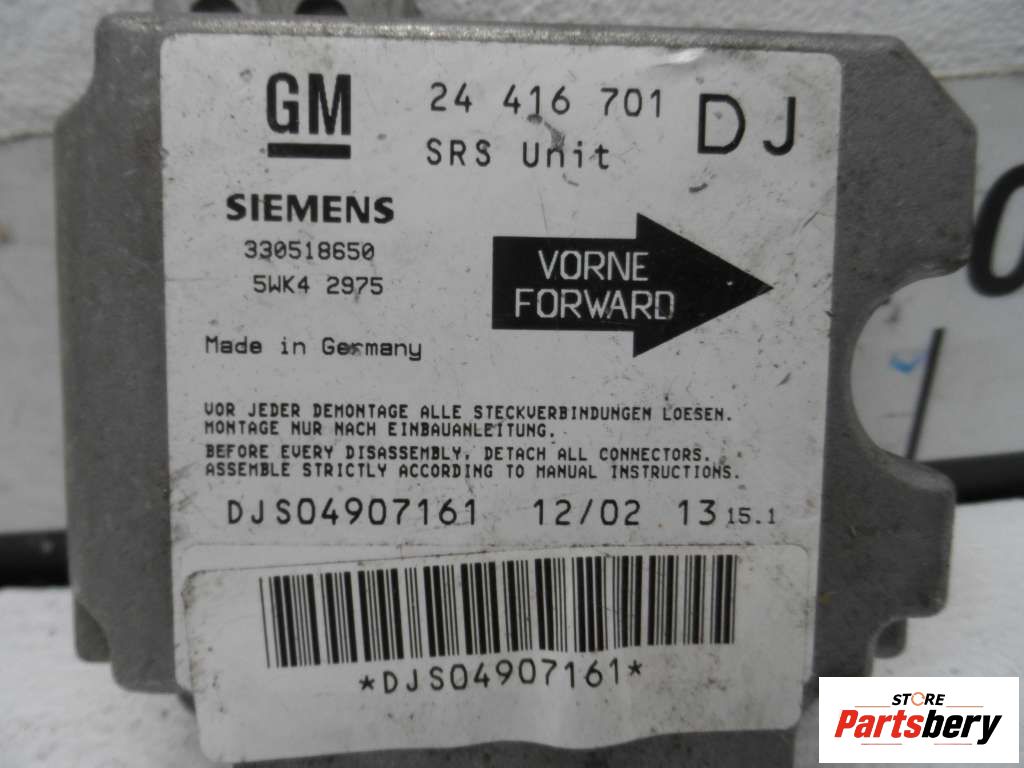 GM
24 416 701
DJ
SRS Unit
SIEMENS
330518650
5WK4 2975
VORNE
FORWARD
Made in Germany
VOR JEDER DEMONTAGE ALLE STECKVERBINDUNGEN LOESEN.
MONTAGE NUR NACH EINBAUANLEITUNG.
BEFORE EVERY DISASSEMBLY, DETACH ALL CONNECTORS.
ASSEMBLE STRICTLY ACCORDING TO MANUAL INSTRUCTIONS.
DJS04907161 12/02 13 15.1
*DJS04907161*
STORE
Partsbery